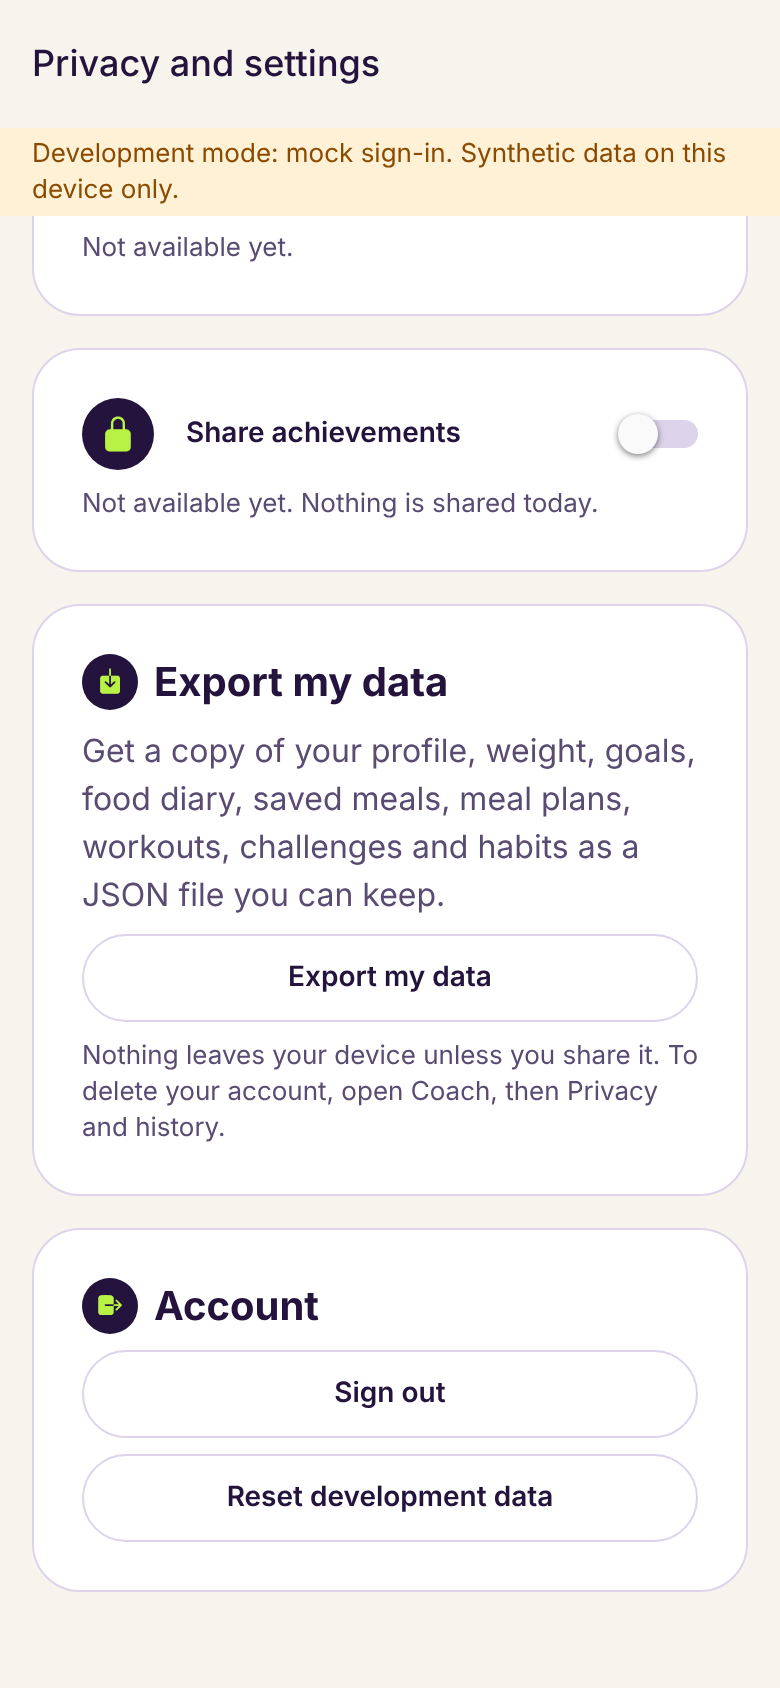 Privacy and settings
Development mode: mock sign-in. Synthetic data on this
device only.
Not available yet.
Share achievements
Not available yet. Nothing is shared today.
Export my data
Get a copy of your profile, weight, goals,
food diary, saved meals, meal plans,
workouts, challenges and habits as a
JSON file you can keep.
Export my data
Nothing leaves your device unless you share it. To
delete your account, open Coach, then Privacy
and history.
Account
Sign out
Reset development data